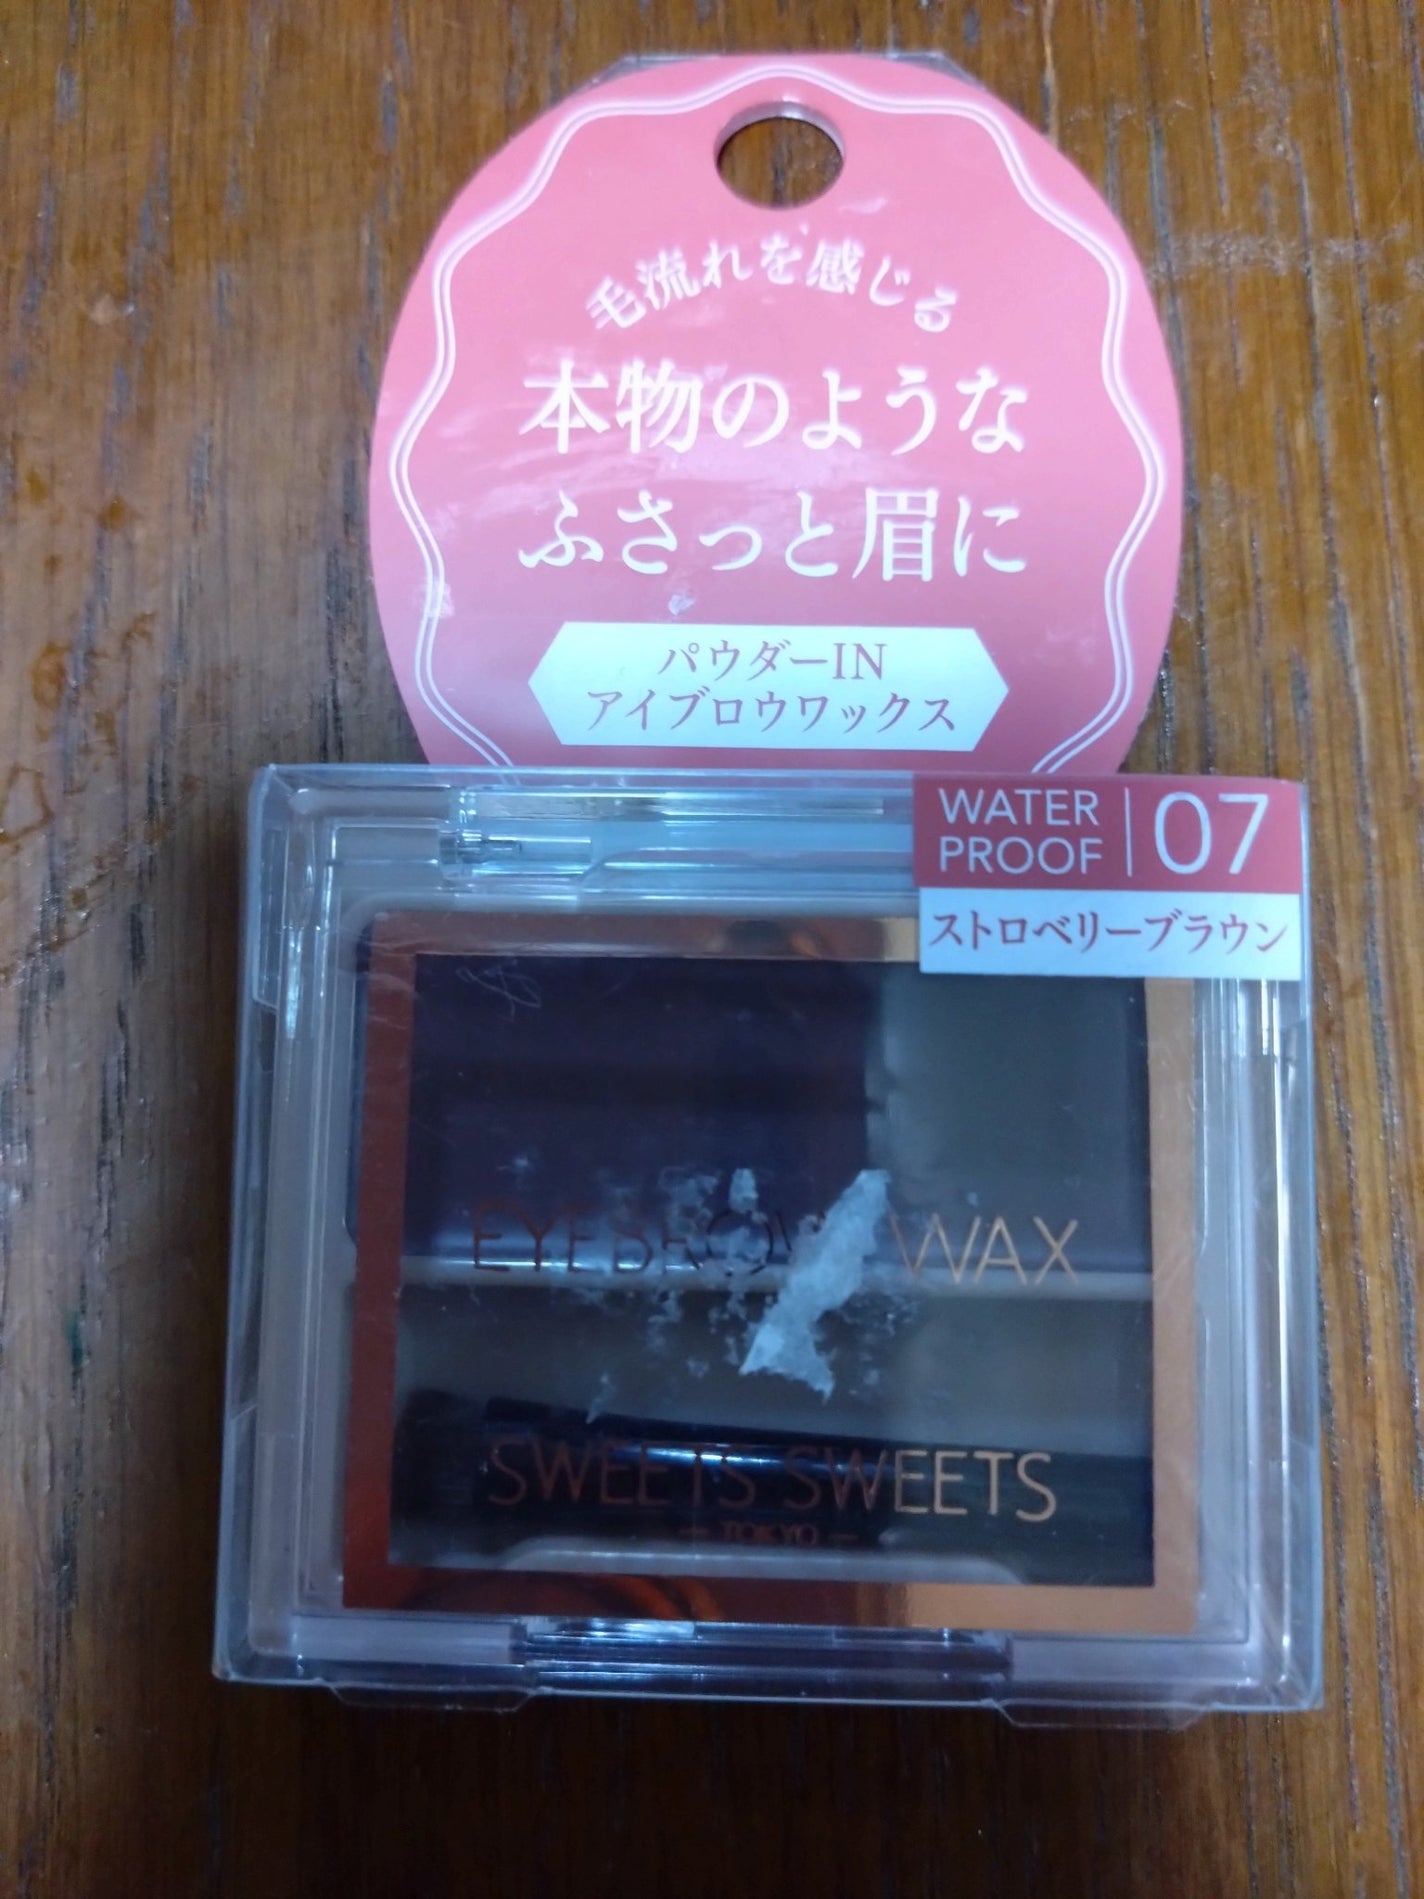 毛流れを感じる
本物のような
ふさっと眉に
パウダーIN
アイブロウワックス
WATER
PROOF
07
ストロベリーブラウン
EYEBROW WAX
SWEETS SWEETS
— TOKYO —